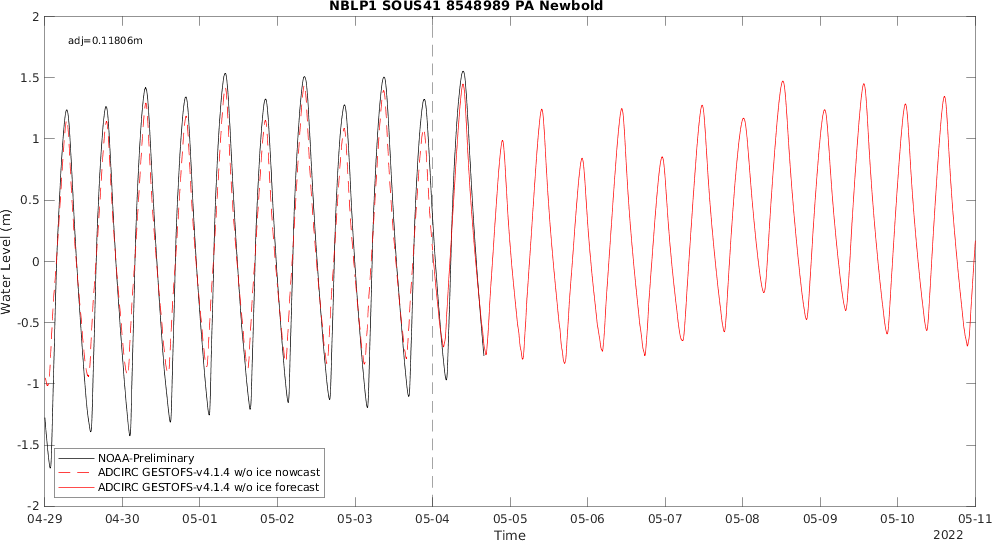 NBLP1 SOUS41 8548989 PA Newbold
adj=0.11806m
2
1.5
1
0.5
0
-0.5
-1
-1.5
-2
Water Level (m)
NOAA-Preliminary
ADCIRC GESTOFS-v4.1.4 w/o ice nowcast
ADCIRC GESTOFS-v4.1.4 w/o ice forecast
04-29 04-30 05-01 05-02 05-03 05-04 05-05 05-06 05-07 05-08 05-09 05-10 05-11
Time
2022